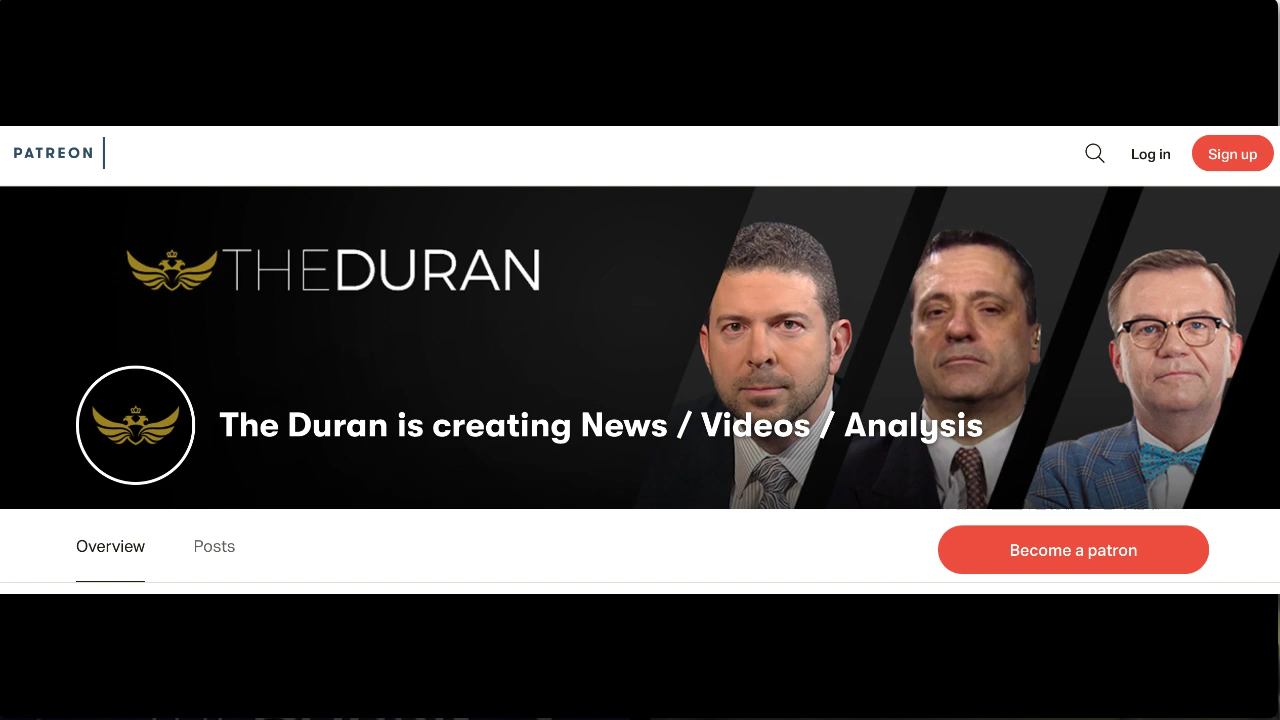 PATREON
Log in
Sign up
THEDURAN
The Duran is creating News / Videos / Analysis
Overview
Posts
Become a patron